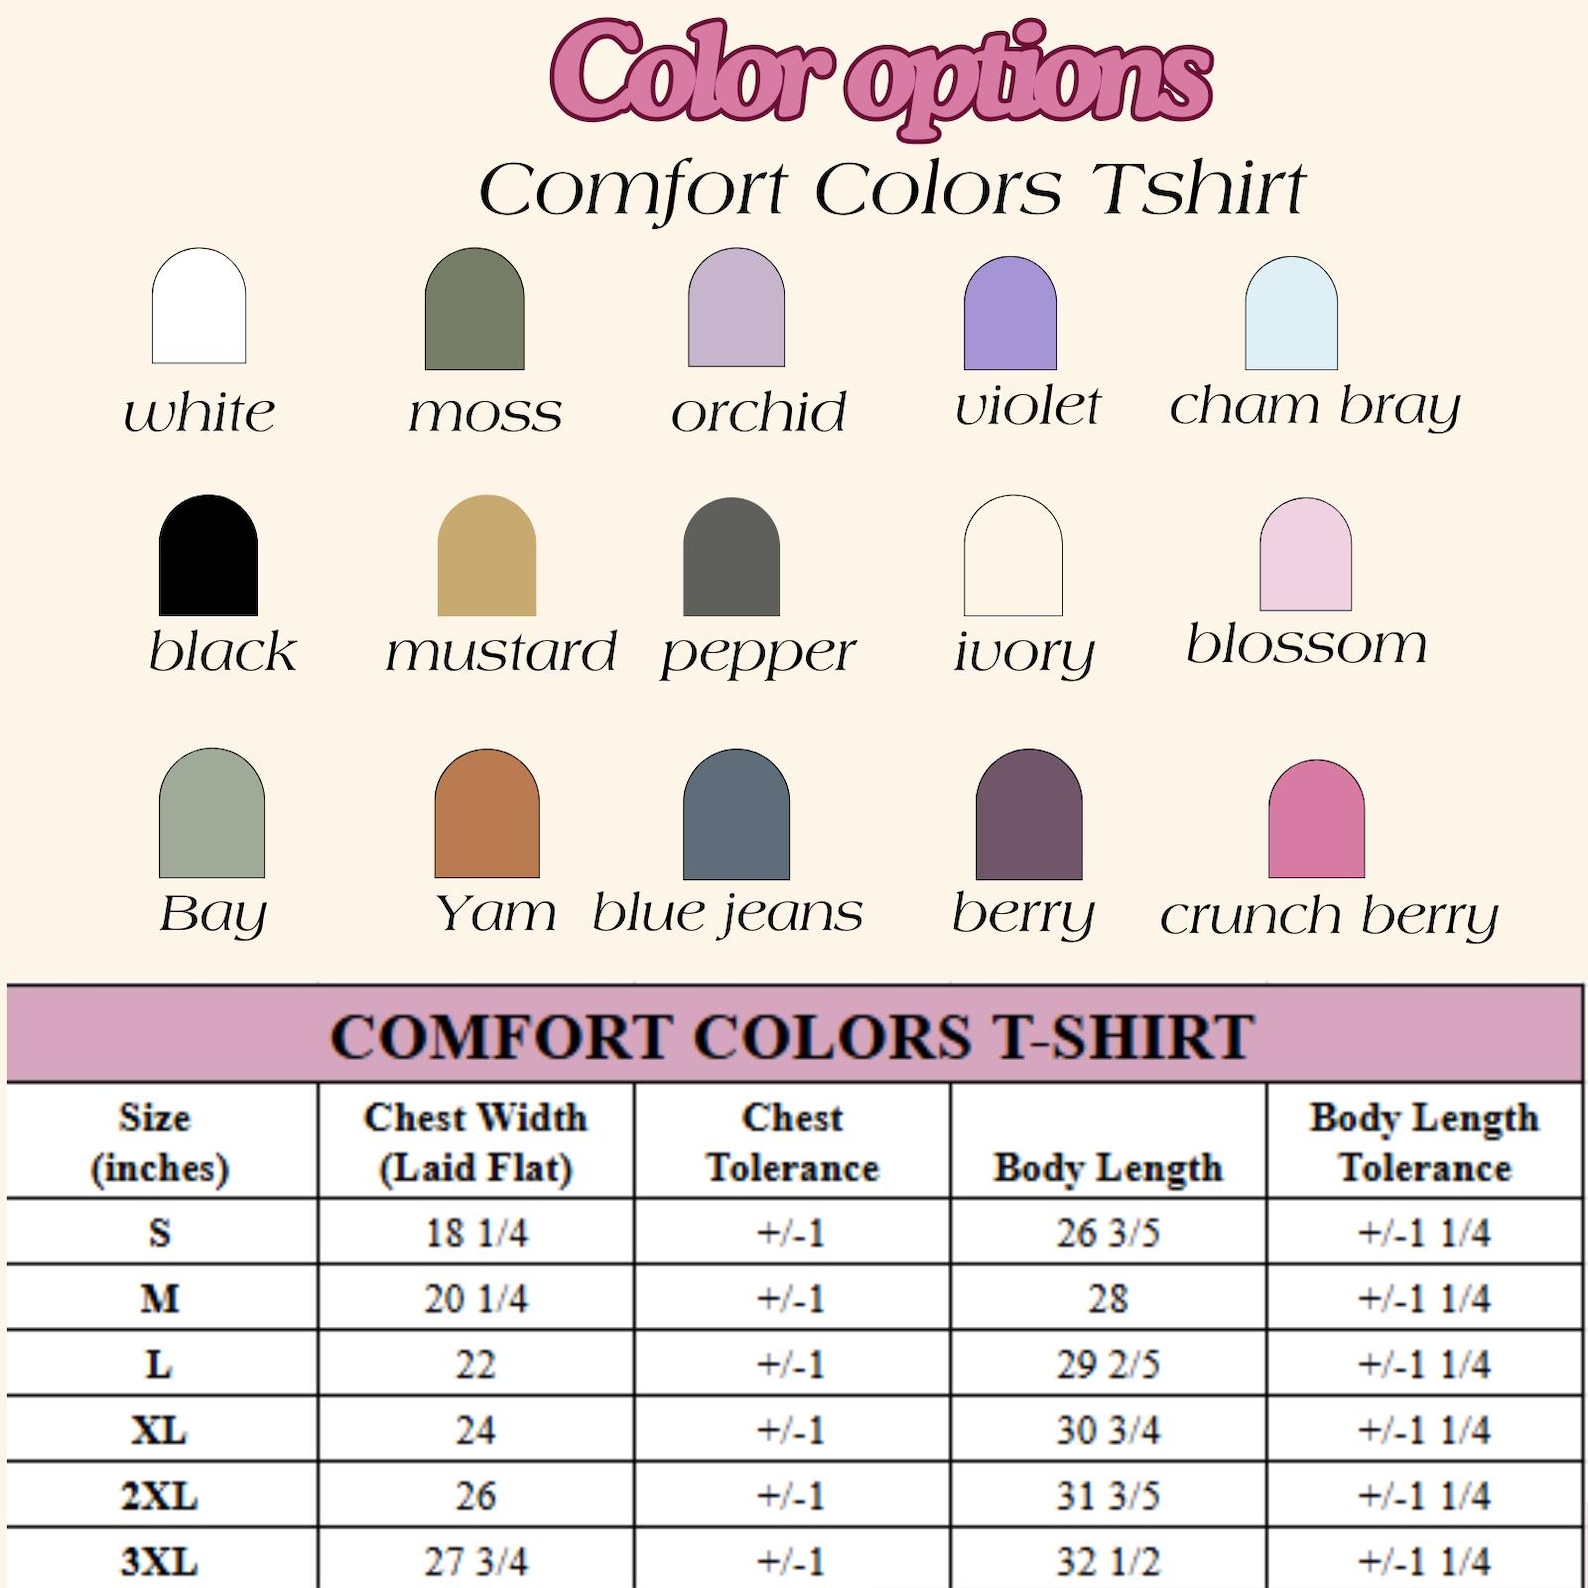 Color options
Comfort Colors Tshirt
white moss orchid violet cham bray
black mustard pepper ivory blossom
Bay Yam blue jeans berry crunch berry
COMFORT COLORS T-SHIRT
Size (inches) Chest Width (Laid Flat) Chest Tolerance Body Length Body Length Tolerance
S 18 1/4 +/-1 26 3/5 +/-1 1/4
M 20 1/4 +/-1 28 +/-1 1/4
L 22 +/-1 29 2/5 +/-1 1/4
XL 24 +/-1 30 3/4 +/-1 1/4
2XL 26 +/-1 31 3/5 +/-1 1/4
3XL 27 3/4 +/-1 32 1/2 +/-1 1/4